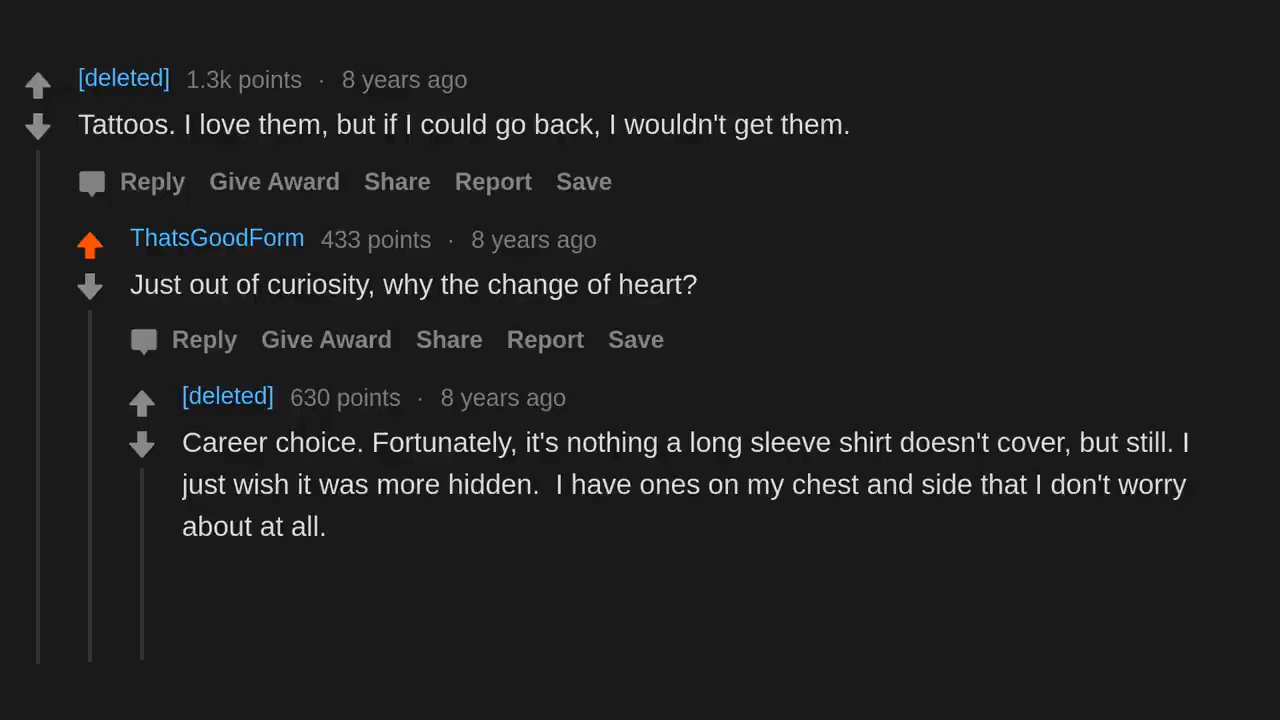 [deleted] 1.3k points · 8 years ago
Tattoos. I love them, but if I could go back, I wouldn't get them.
Reply Give Award Share Report Save
ThatsGoodForm 433 points · 8 years ago
Just out of curiosity, why the change of heart?
Reply Give Award Share Report Save
[deleted] 630 points · 8 years ago
Career choice. Fortunately, it's nothing a long sleeve shirt doesn't cover, but still. I
just wish it was more hidden.  I have ones on my chest and side that I don't worry
about at all.